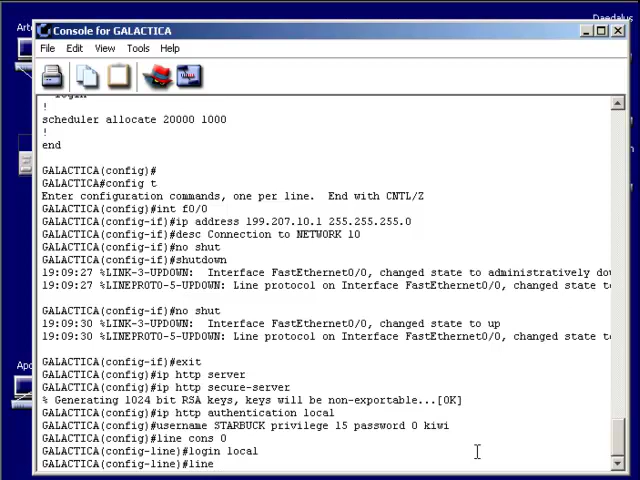 Daedalus
Console for GALACTICA
File Edit View Tools Help
login
!
scheduler allocate 20000 1000
!
end
GALACTICA(config)#
GALACTICA#config t
Enter configuration commands, one per line.  End with CNTL/Z
GALACTICA(config)#int f0/0
GALACTICA(config-if)#ip address 199.207.10.1 255.255.255.0
GALACTICA(config-if)#desc Connection to NETWORK 10
GALACTICA(config-if)#no shut
GALACTICA(config-if)#shutdown
19:09:27 %LINK-3-UPDOWN:  Interface FastEthernet0/0, changed state to administratively
19:09:27 %LINEPROTO-5-UPDOWN: Line protocol on Interface FastEthernet0/0, changed state
GALACTICA(config-if)#no shut
19:09:30 %LINK-3-UPDOWN:  Interface FastEthernet0/0, changed state to up
19:09:30 %LINEPROTO-5-UPDOWN: Line protocol on Interface FastEthernet0/0, changed state
GALACTICA(config-if)#exit
GALACTICA(config)#ip http server
GALACTICA(config)#ip http secure-server
% Generating 1024 bit RSA keys, keys will be non-exportable...[OK]
GALACTICA(config)#ip http authentication local
GALACTICA(config)#username STARBUCK privilege 15 password 0 kiwi
GALACTICA(config)#line cons 0
GALACTICA(config-line)#login local
GALACTICA(config-line)#line